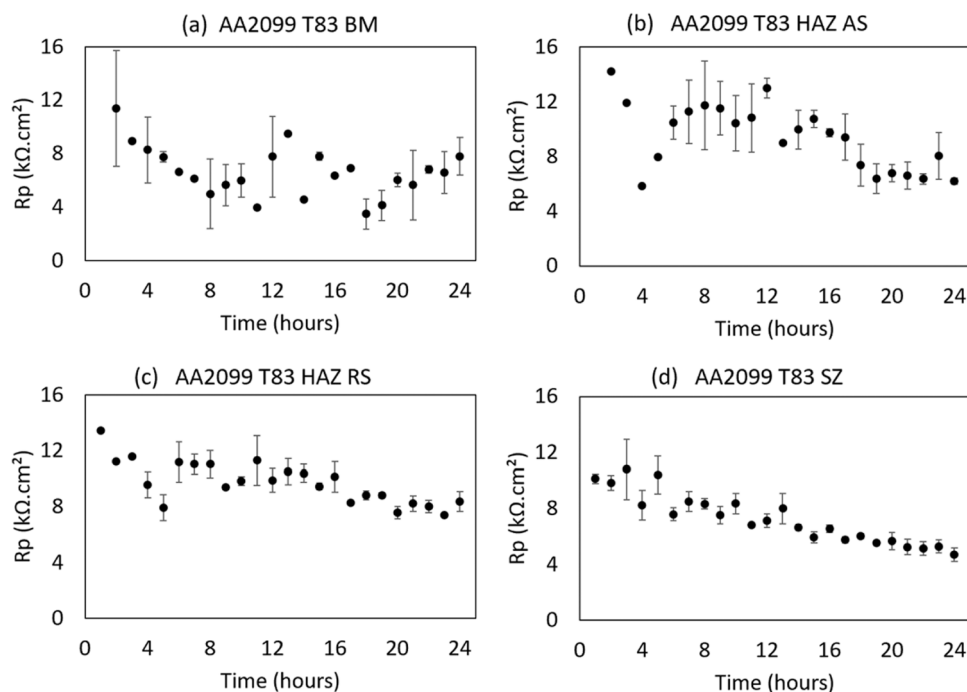 (a) AA2099 T83 BM
16
12
8
4
0
Rp (kΩ.cm²)
0 4 8 12 16 20 24
Time (hours)
(b) AA2099 T83 HAZ AS
16
12
8
4
0
Rp (kΩ.cm²)
0 4 8 12 16 20 24
Time (hours)
(c) AA2099 T83 HAZ RS
16
12
8
4
0
Rp (kΩ.cm²)
0 4 8 12 16 20 24
Time (hours)
(d) AA2099 T83 SZ
16
12
8
4
0
Rp (kΩ.cm²)
0 4 8 12 16 20 24
Time (hours)